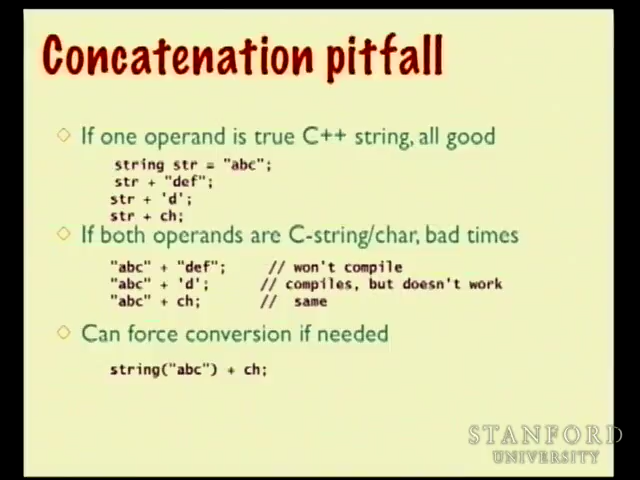 Concatenation pitfall
If one operand is true C++ string, all good
string str = "abc";
str + "def";
str + 'd';
str + ch;
If both operands are C-string/char, bad times
"abc" + "def"; // won't compile
"abc" + 'd'; // compiles, but doesn't work
"abc" + ch; // same
Can force conversion if needed
string("abc") + ch;
STANFORD
UNIVERSITY